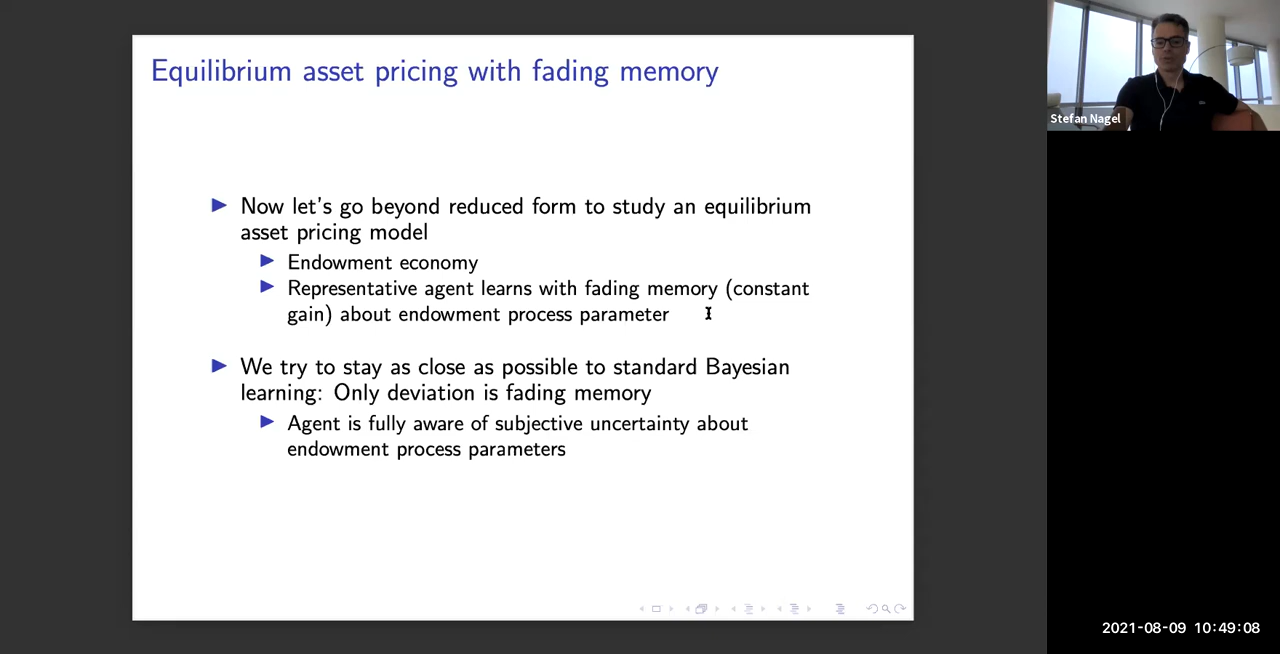 Equilibrium asset pricing with fading memory
Now let's go beyond reduced form to study an equilibrium
asset pricing model
Endowment economy
Representative agent learns with fading memory (constant
gain) about endowment process parameter
We try to stay as close as possible to standard Bayesian
learning: Only deviation is fading memory
Agent is fully aware of subjective uncertainty about
endowment process parameters
Stefan Nagel
2021-08-09 10:49:08